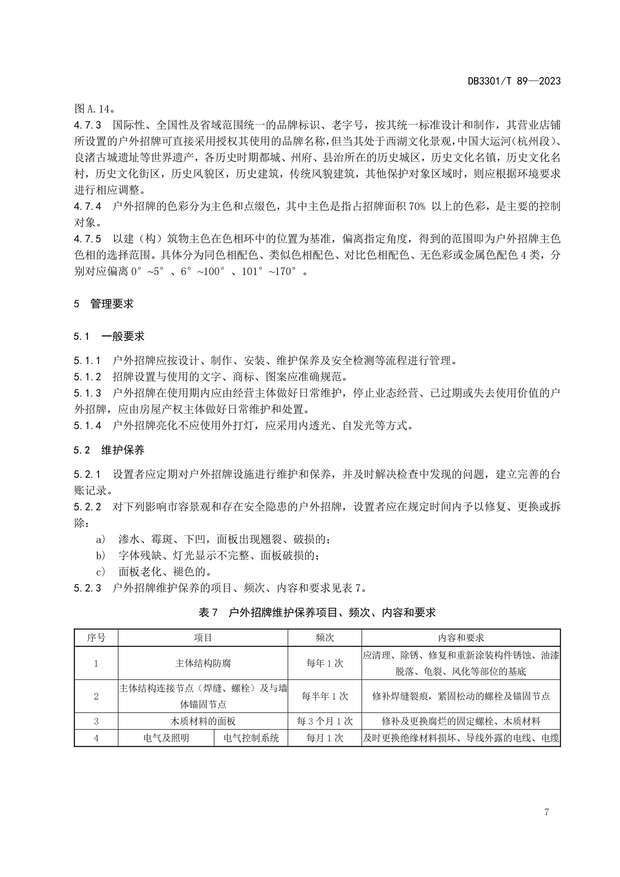 DB3301/T 89—2023
图 A.14。
4.7.3 国际性、全国性及省域范围统一的品牌标识、老字号，按其统一标准设计和制作，其营业店铺
所设置的户外招牌可直接采用授权其使用的品牌名称,但当其处于西湖文化景观,中国大运河(杭州段)、
良渚古城遗址等世界遗产，各历史时期都城、州府、县治所在的历史城区，历史文化名镇，历史文化名
村，历史文化街区，历史风貌区，历史建筑，传统风貌建筑，其他保护对象区域时，则应根据环境要求
进行相应调整。
4.7.4 户外招牌的色彩分为主色和点缀色，其中主色是指占招牌面积 70% 以上的色彩，是主要的控制
对象。
4.7.5 以建（构）筑物主色在色相环中的位置为基准，偏离指定角度，得到的范围即为户外招牌主色
色相的选择范围。具体分为同色相配色、类似色相配色、对比色相配色、无色彩或金属色配色 4 类，分
别对应偏离 0° ~5° 、6° ~100° 、101° ~170° 。
5 管理要求
5.1 一般要求
5.1.1 户外招牌应按设计、制作、安装、维护保养及安全检测等流程进行管理。
5.1.2 招牌设置与使用的文字、商标、图案应准确规范。
5.1.3 户外招牌在使用期内应由经营主体做好日常维护，停止业态经营、已过期或失去使用价值的户
外招牌，应由房屋产权主体做好日常维护和处置。
5.1.4 户外招牌亮化不应使用外打灯，应采用内透光、自发光等方式。
5.2 维护保养
5.2.1 设置者应定期对户外招牌设施进行维护和保养，并及时解决检查中发现的问题，建立完善的台
账记录。
5.2.2 对下列影响市容景观和存在安全隐患的户外招牌，设置者应在规定时间内予以修复、更换或拆
除：
a) 渗水、霉斑、下凹，面板出现翘裂、破损的；
b) 字体残缺、灯光显示不完整、面板破损的；
c) 面板老化、褪色的。
5.2.3 户外招牌维护保养的项目、频次、内容和要求见表 7。
表 7 户外招牌维护保养项目、频次、内容和要求
序号 项目 频次 内容和要求
1 主体结构防腐 每年 1 次 应清理、除锈、修复和重新涂装构件锈蚀、油漆
脱落、龟裂、风化等部位的基底
2 主体结构连接节点（焊缝、螺栓）及与墙
体锚固节点 每半年 1 次 修补焊缝裂痕，紧固松动的螺栓及锚固节点
3 木质材料的面板 每 3 个月 1 次 修补及更换腐烂的固定螺栓、木质材料
4 电气及照明 电气控制系统 每月 1 次 及时更换绝缘材料损坏、导线外露的电线、电缆
7